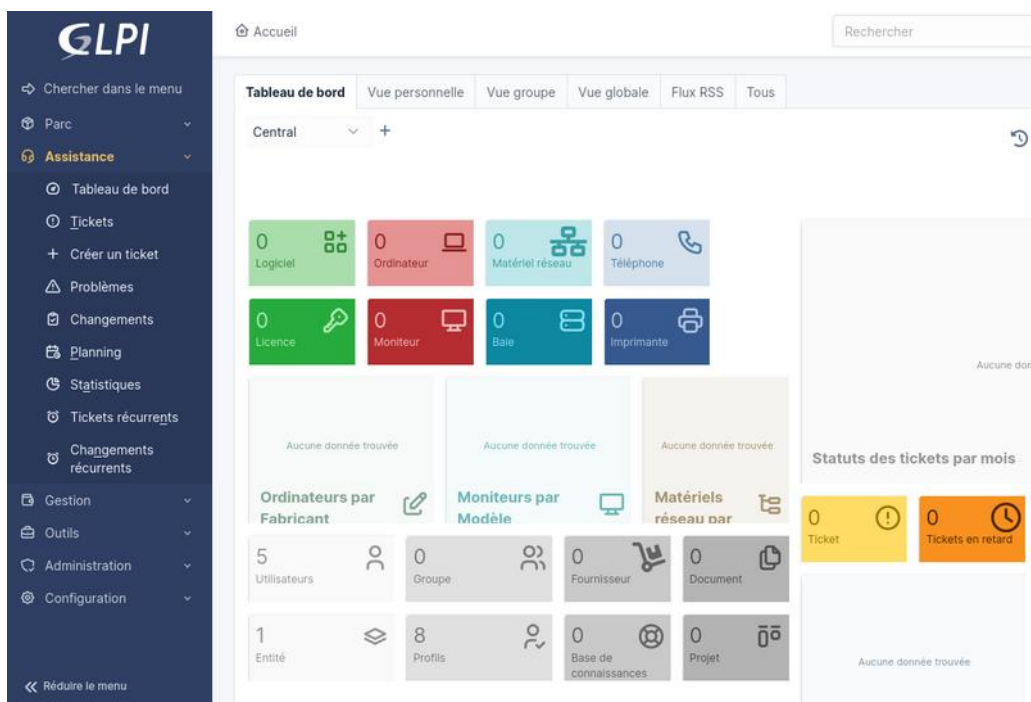 GLPI
Accueil
Rechercher
Chercher dans le menu
Parc
Assistance
Tableau de bord
Tickets
Créer un ticket
Problèmes
Changements
Planning
Statistiques
Tickets récurrents
Changements
récurrents
Gestion
Outils
Administration
Configuration
Réduire le menu
Tableau de bord Vue personnelle Vue groupe Vue globale Flux RSS Tous
Central
0 0 0 0
Logiciel Ordinateur Matériel réseau Téléphone
0 0 0 0
Licence Moniteur Baie Imprimante
Aucune donnée trouvée Aucune donnée trouvée Aucune donnée trouvée
Ordinateurs par
Fabricant
Moniteurs par
Modèle
Matériels
réseau par
5 0 0 0
Utilisateurs Groupe Fournisseur Document
1 8 0 0
Entité Profils Base de
connaissances Projet
Aucune don
Statuts des tickets par mois
0 0
Ticket Tickets en retard
Aucune donnée trouvée